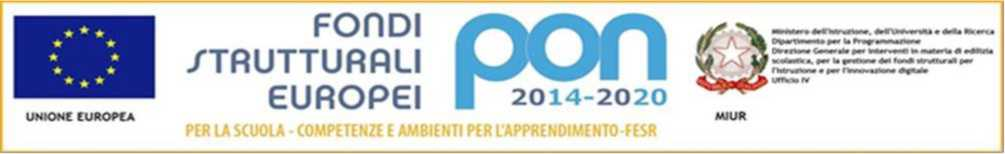 UNIONE EUROPEA
FONDI
STRUTTURALI
EUROPEI
pon
2014-2020
PER LA SCUOLA - COMPETENZE E AMBIENTI PER L'APPRENDIMENTO-FESR
Ministero dell'Istruzione, dell'Università e della Ricerca
Dipartimento per la Programmazione
Direzione Generale per interventi in materia di edilizia
scolastica, per la gestione dei fondi strutturali per
l'istruzione e per l'innovazione digitale
Ufficio IV
MIUR